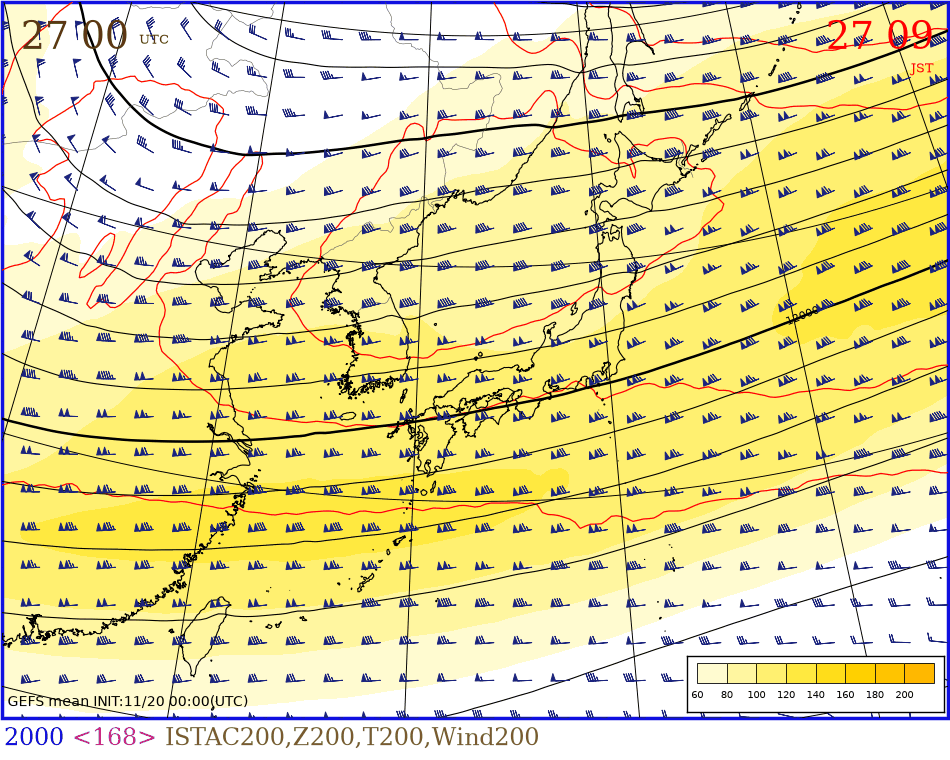 27 00 UTC
27 09
JST
12000
GEFS mean INIT:11/20 00:00(UTC)
60 80 100 120 140 160 180 200
2000 <168> ISTAC200,Z200,T200,Wind200